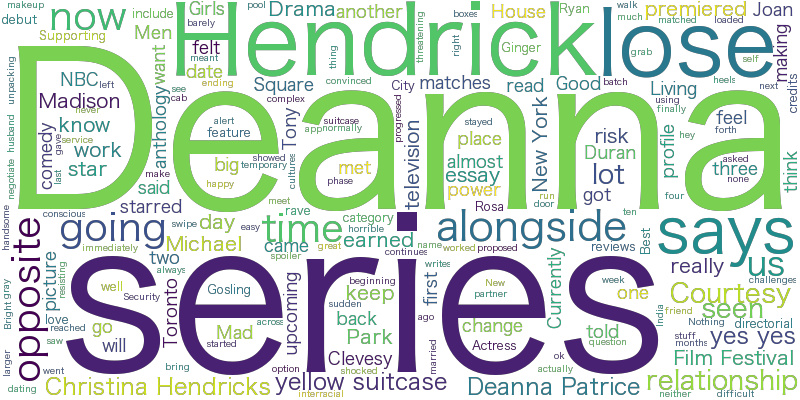 makeup now Girls Drama another House Ryan walk premiered Joan
debut include Men barely pool Ginger threatening boxes much matched loaded making
Supporting felt Hendrick lose grab self
unpacking NBC left want date thing meant ending right convinced City batch heels next credits
Deanna
Madison anthology cab see Square complex matches read Good Living using Madison
husband never know service alert feature Tony suitcase progressed stayed place New York risk Duran finally feel
negotiate comedy gave work big showed app normally television almost essay lot hey profile forth three think
last star make said happy temporary cultures met phase power got asked none
handsome conscious starred swipe easy meet rave category Rosa run door ten four
opposite going day time horrible earned alongside says
immediately Michael came great continues name worked proposed reviews Best us
Bright gray picture resisting two always spoiler writes Currently really
love well Gosling beginning first New week one Courtesy challenges
series
reached Security Toronto across upcoming sudden keep ago partner change told India seen friend directorial
larger saw go will Mad back Park Actress question Nothing stuff months yes yes
went started option shocked Clevesy married ok Film Festival
dating bring Christina Hendricks interracial yellow suitcase Deanna Patrice actually relationship neither difficult